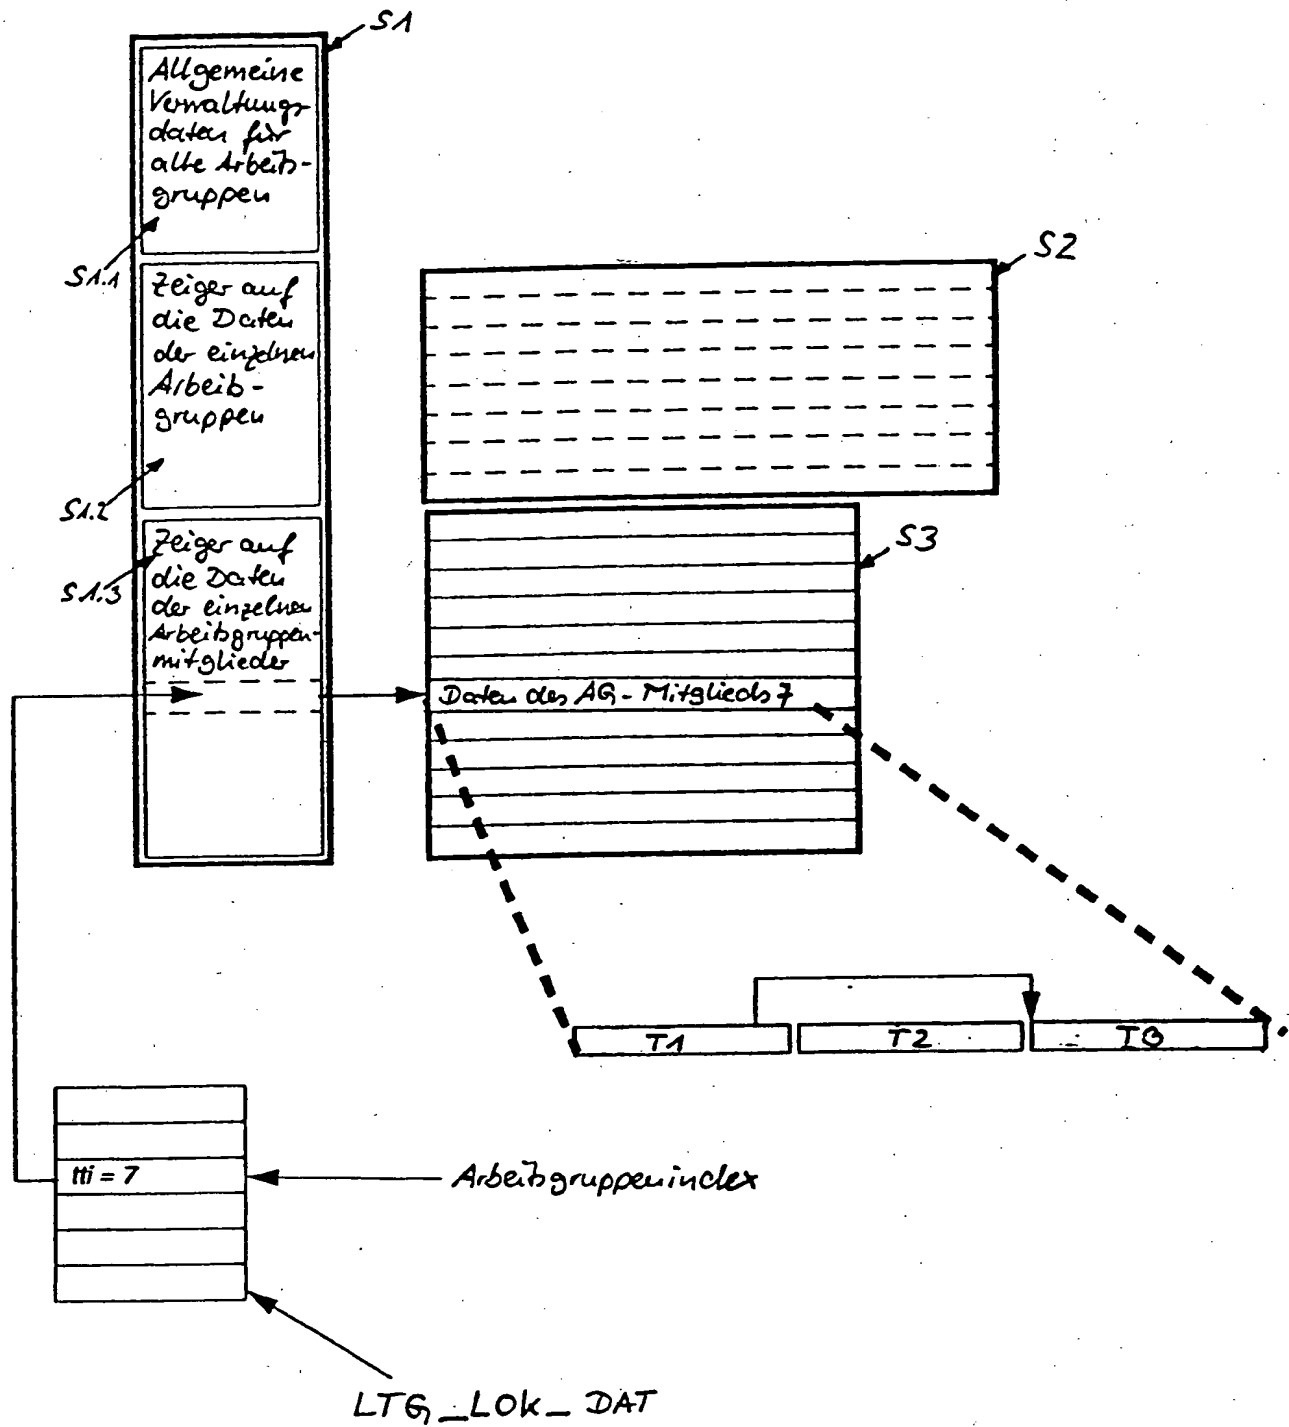 S1
Allgemeine
Verwaltungs-
daten für
alle Arbeits-
gruppen
S1.1
Zeiger auf
die Daten
der einzelnen
Arbeits-
gruppen
S1.2
Zeiger auf
die Daten
der einzelnen
Arbeitsgruppen-
mitglieder
S1.3
S2
S3
Daten des AG-Mitglieds 7
T1
T2
T3
tti = 7
Arbeitsgruppenindex
LTG_LOK_DAT